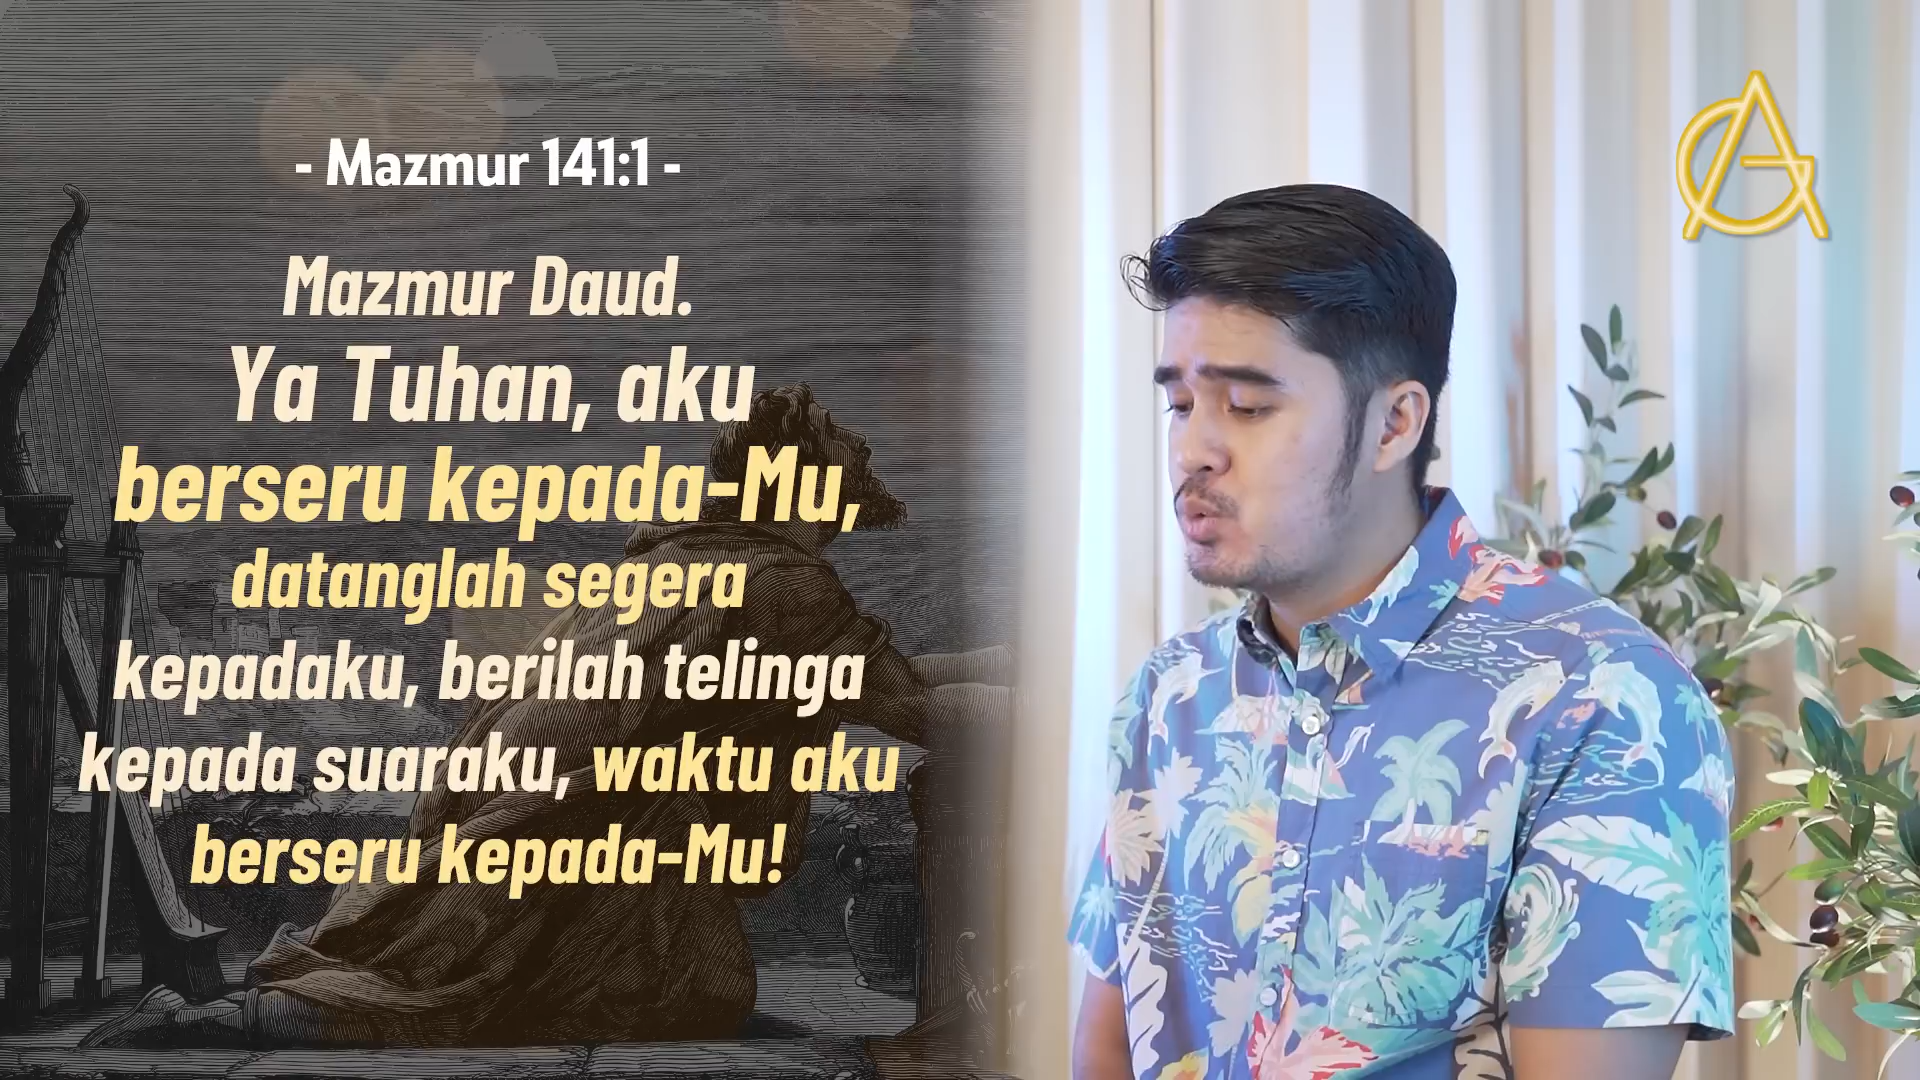 - Mazmur 141:1 -
Mazmur Daud.
Ya Tuhan, aku
berseru kepada-Mu,
datanglah segera
kepadaku, berilah telinga
kepada suaraku, waktu aku
berseru kepada-Mu!